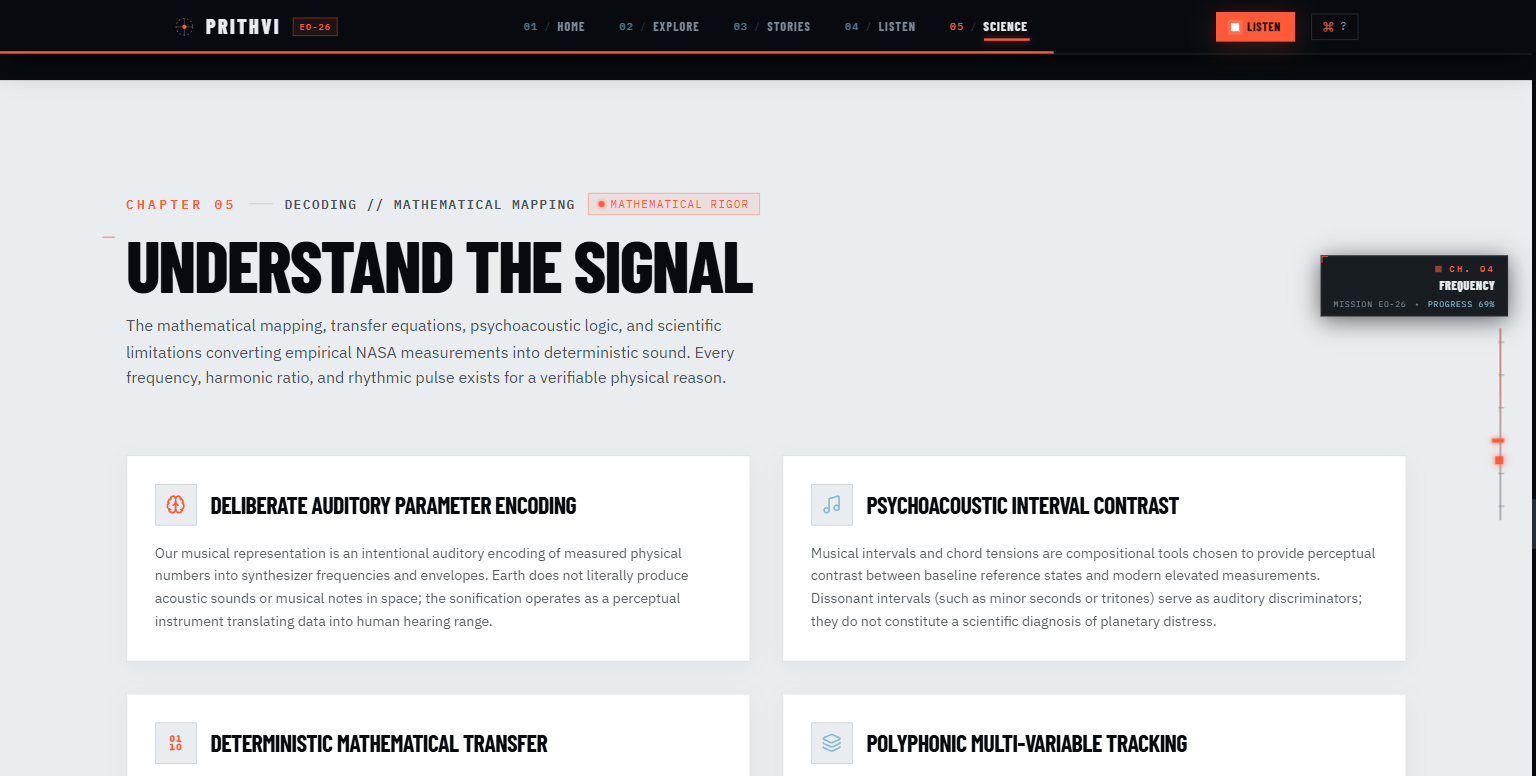 PRITHVI EO-26 01 / HOME 02 / EXPLORE 03 / STORIES 04 / LISTEN 05 / SCIENCE LISTEN ⌘ ?
CHAPTER 05 DECODING // MATHEMATICAL MAPPING MATHEMATICAL RIGOR
UNDERSTAND THE SIGNAL
The mathematical mapping, transfer equations, psychoacoustic logic, and scientific
limitations converting empirical NASA measurements into deterministic sound. Every
frequency, harmonic ratio, and rhythmic pulse exists for a verifiable physical reason.
CH. 04
FREQUENCY
MISSION EO-26 • PROGRESS 69%
DELIBERATE AUDITORY PARAMETER ENCODING
Our musical representation is an intentional auditory encoding of measured physical
numbers into synthesizer frequencies and envelopes. Earth does not literally produce
acoustic sounds or musical notes in space; the sonification operates as a perceptual
instrument translating data into human hearing range.
PSYCHOACOUSTIC INTERVAL CONTRAST
Musical intervals and chord tensions are compositional tools chosen to provide perceptual
contrast between baseline reference states and modern elevated measurements.
Dissonant intervals (such as minor seconds or tritones) serve as auditory discriminators;
they do not constitute a scientific diagnosis of planetary distress.
01
10
DETERMINISTIC MATHEMATICAL TRANSFER
POLYPHONIC MULTI-VARIABLE TRACKING